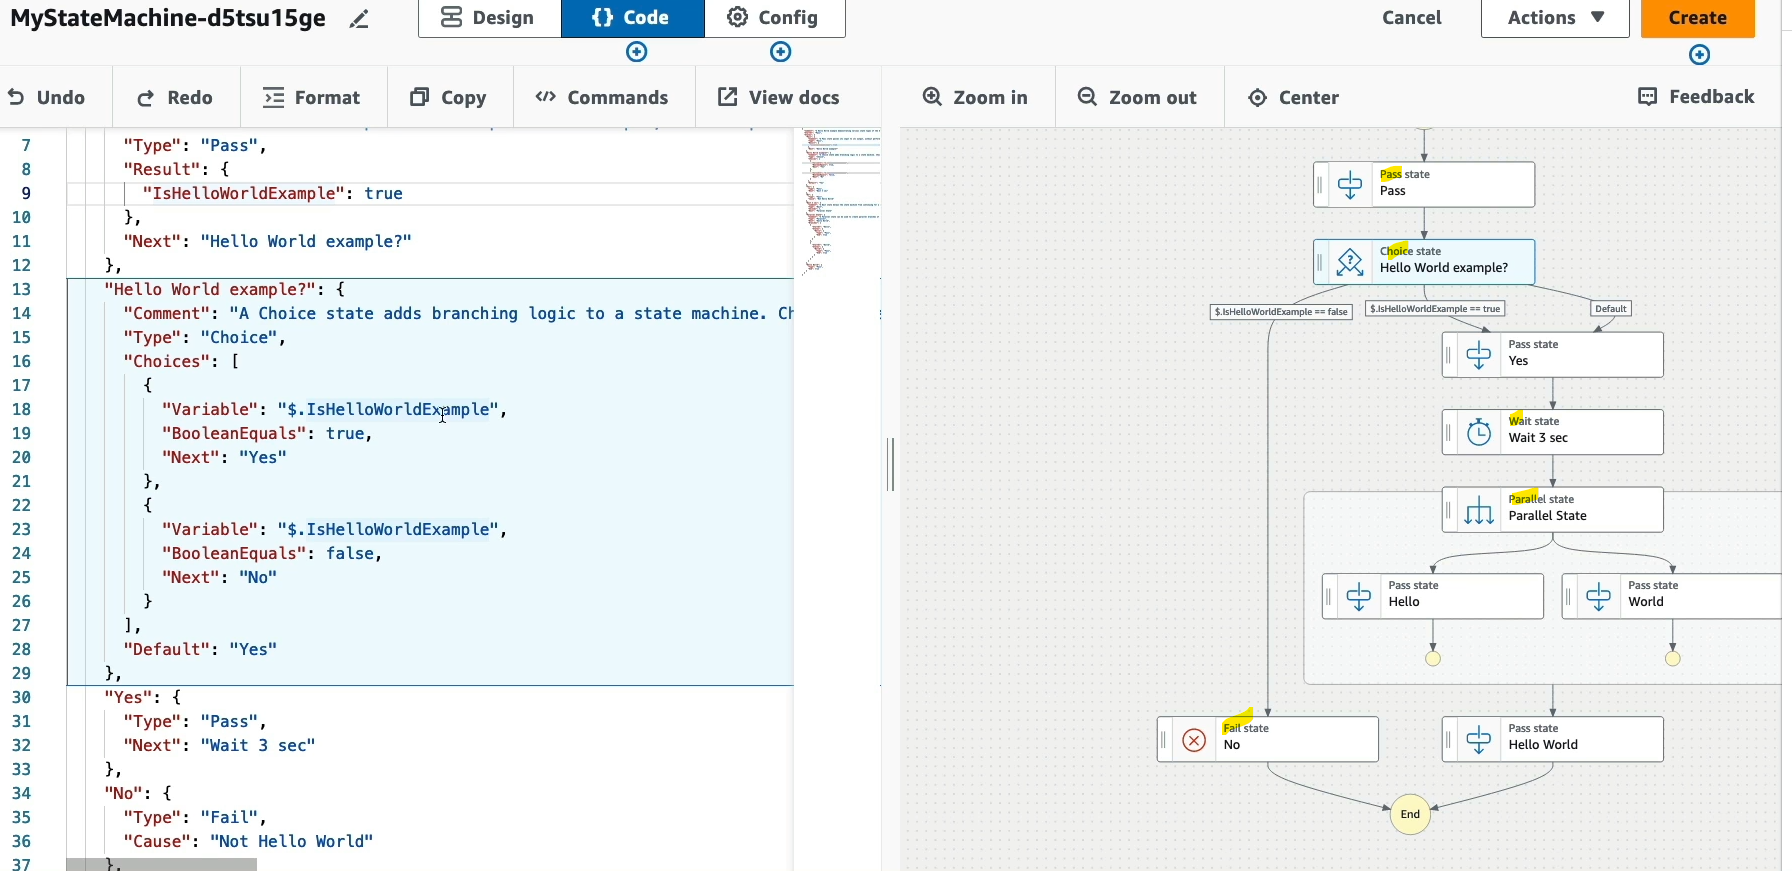 MyStateMachine-d5tsu15ge
Design
{} Code
Config
Cancel
Actions
Create
Undo
Redo
Format
Copy
Commands
View docs
Zoom in
Zoom out
Center
Feedback
7 "Type": "Pass",
8 "Result": {
9 "IsHelloWorldExample": true
10 },
11 "Next": "Hello World example?"
12 },
13 "Hello World example?": {
14 "Comment": "A Choice state adds branching logic to a state machine. Ch
15 "Type": "Choice",
16 "Choices": [
17 {
18 "Variable": "$.IsHelloWorldExample",
19 "BooleanEquals": true,
20 "Next": "Yes"
21 },
22 {
23 "Variable": "$.IsHelloWorldExample",
24 "BooleanEquals": false,
25 "Next": "No"
26 }
27 ],
28 "Default": "Yes"
29 },
30 "Yes": {
31 "Type": "Pass",
32 "Next": "Wait 3 sec"
33 },
34 "No": {
35 "Type": "Fail",
36 "Cause": "Not Hello World"
37 },
Pass state
Pass
Choice state
Hello World example?
$.IsHelloWorldExample == false
$.IsHelloWorldExample == true
Default
Pass state
Yes
Wait state
Wait 3 sec
Parallel state
Parallel State
Pass state
Hello
Pass state
World
Fail state
No
Pass state
Hello World
End